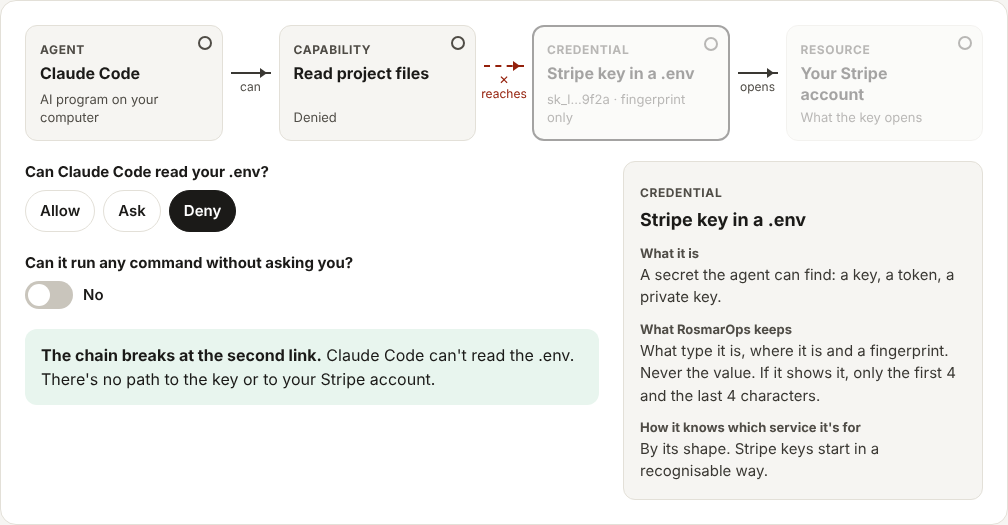 AGENT
Claude Code
AI program on your
computer
can
CAPABILITY
Read project files
Denied
×
reaches
CREDENTIAL
Stripe key in a .env
sk_l…9f2a · fingerprint
only
opens
RESOURCE
Your Stripe
account
What the key opens
Can Claude Code read your .env?
Allow
Ask
Deny
Can it run any command without asking you?
No
The chain breaks at the second link. Claude Code can't read the .env.
There's no path to the key or to your Stripe account.
CREDENTIAL
Stripe key in a .env
What it is
A secret the agent can find: a key, a token, a
private key.
What RosmarOps keeps
What type it is, where it is and a fingerprint.
Never the value. If it shows it, only the first 4
and the last 4 characters.
How it knows which service it's for
By its shape. Stripe keys start in a
recognisable way.